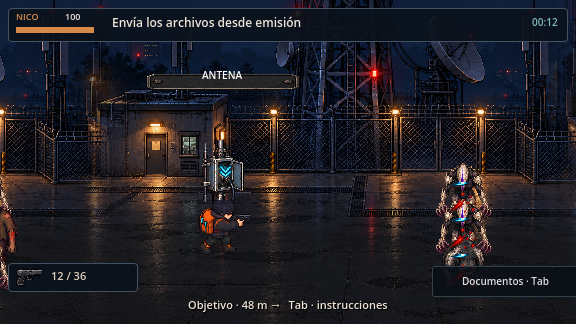 NICO 100
Envía los archivos desde emisión
00:12
ANTENA
12 / 36
Documentos · Tab
Objetivo · 48 m → Tab · instrucciones